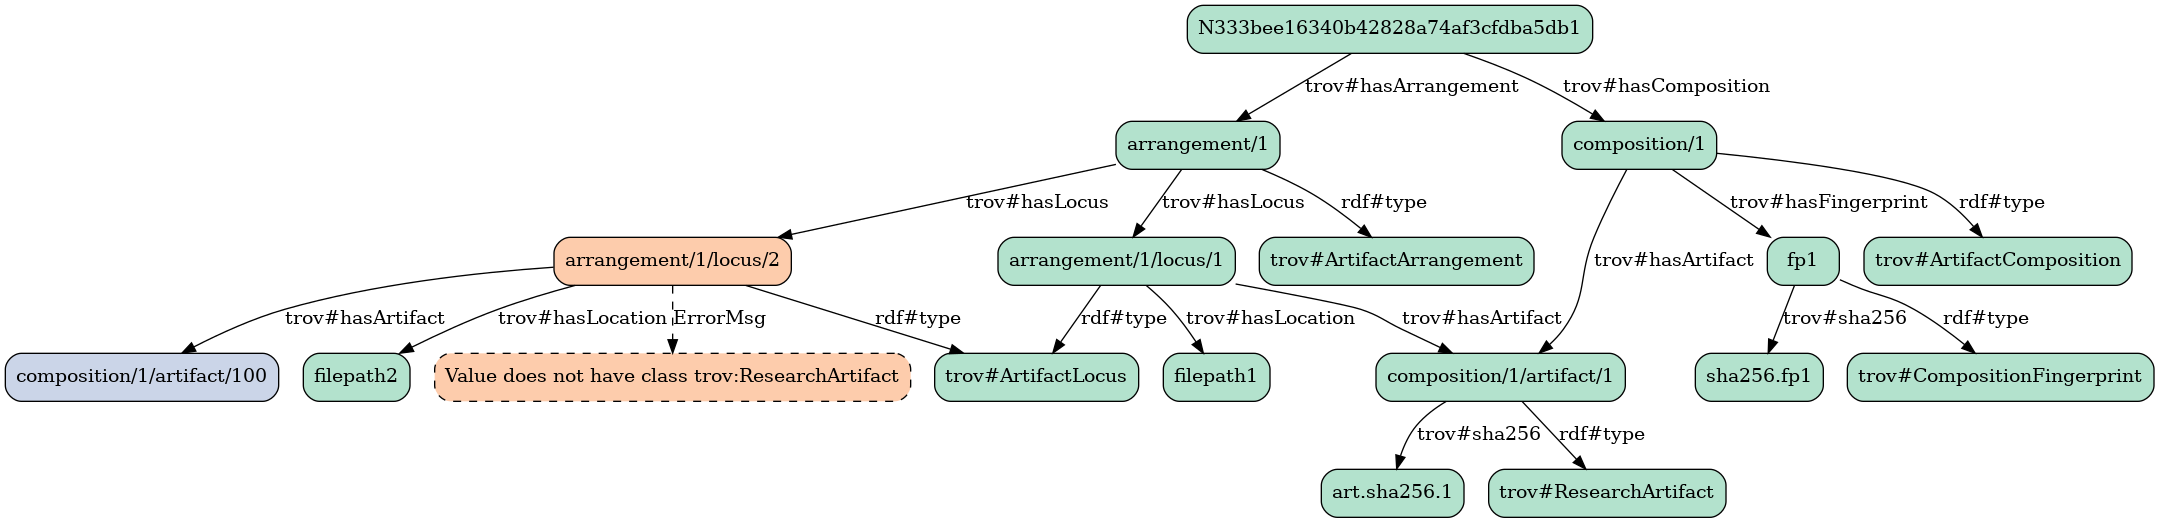 N333bee16340b42828a74af3cfdba5db1
trov#hasArrangement
trov#hasComposition
arrangement/1
composition/1
trov#hasLocus
trov#hasLocus
rdf#type
trov#hasFingerprint
rdf#type
arrangement/1/locus/2
arrangement/1/locus/1
trov#ArtifactArrangement
trov#hasArtifact
fp1
trov#ArtifactComposition
trov#hasArtifact
trov#hasLocation
ErrorMsg
rdf#type
rdf#type
trov#hasLocation
trov#hasArtifact
trov#sha256
rdf#type
composition/1/artifact/100
filepath2
Value does not have class trov:ResearchArtifact
trov#ArtifactLocus
filepath1
composition/1/artifact/1
sha256.fp1
trov#CompositionFingerprint
trov#sha256
rdf#type
art.sha256.1
trov#ResearchArtifact